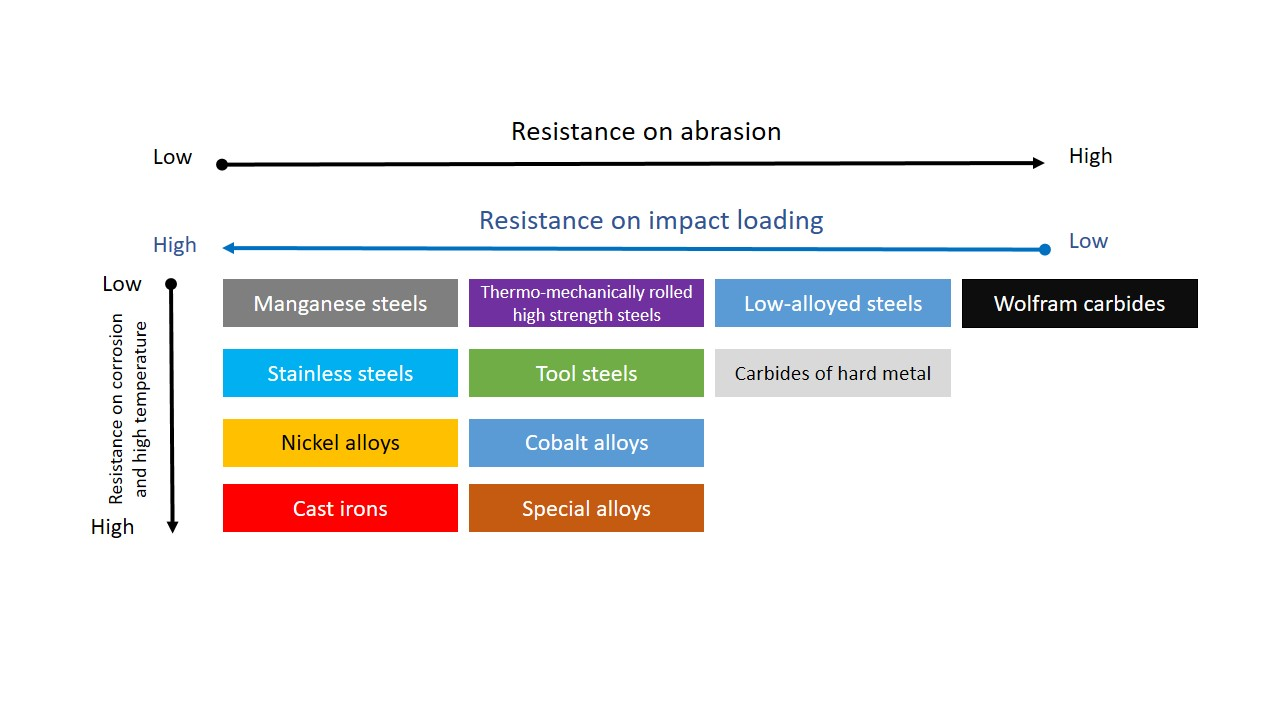 Resistance on abrasion
Low
High
Resistance on impact loading
High
Low
Low
Resistance on corrosion
and high temperature
High
Manganese steels
Thermo-mechanically rolled
high strength steels
Low-alloyed steels
Wolfram carbides
Stainless steels
Tool steels
Carbides of hard metal
Nickel alloys
Cobalt alloys
Cast irons
Special alloys